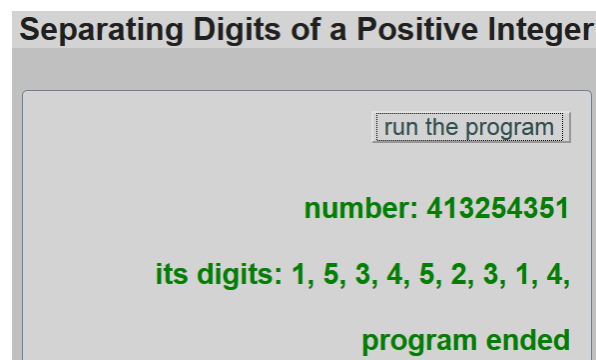 Separating Digits of a Positive Integer
run the program
number: 413254351
its digits: 1, 5, 3, 4, 5, 2, 3, 1, 4,
program ended